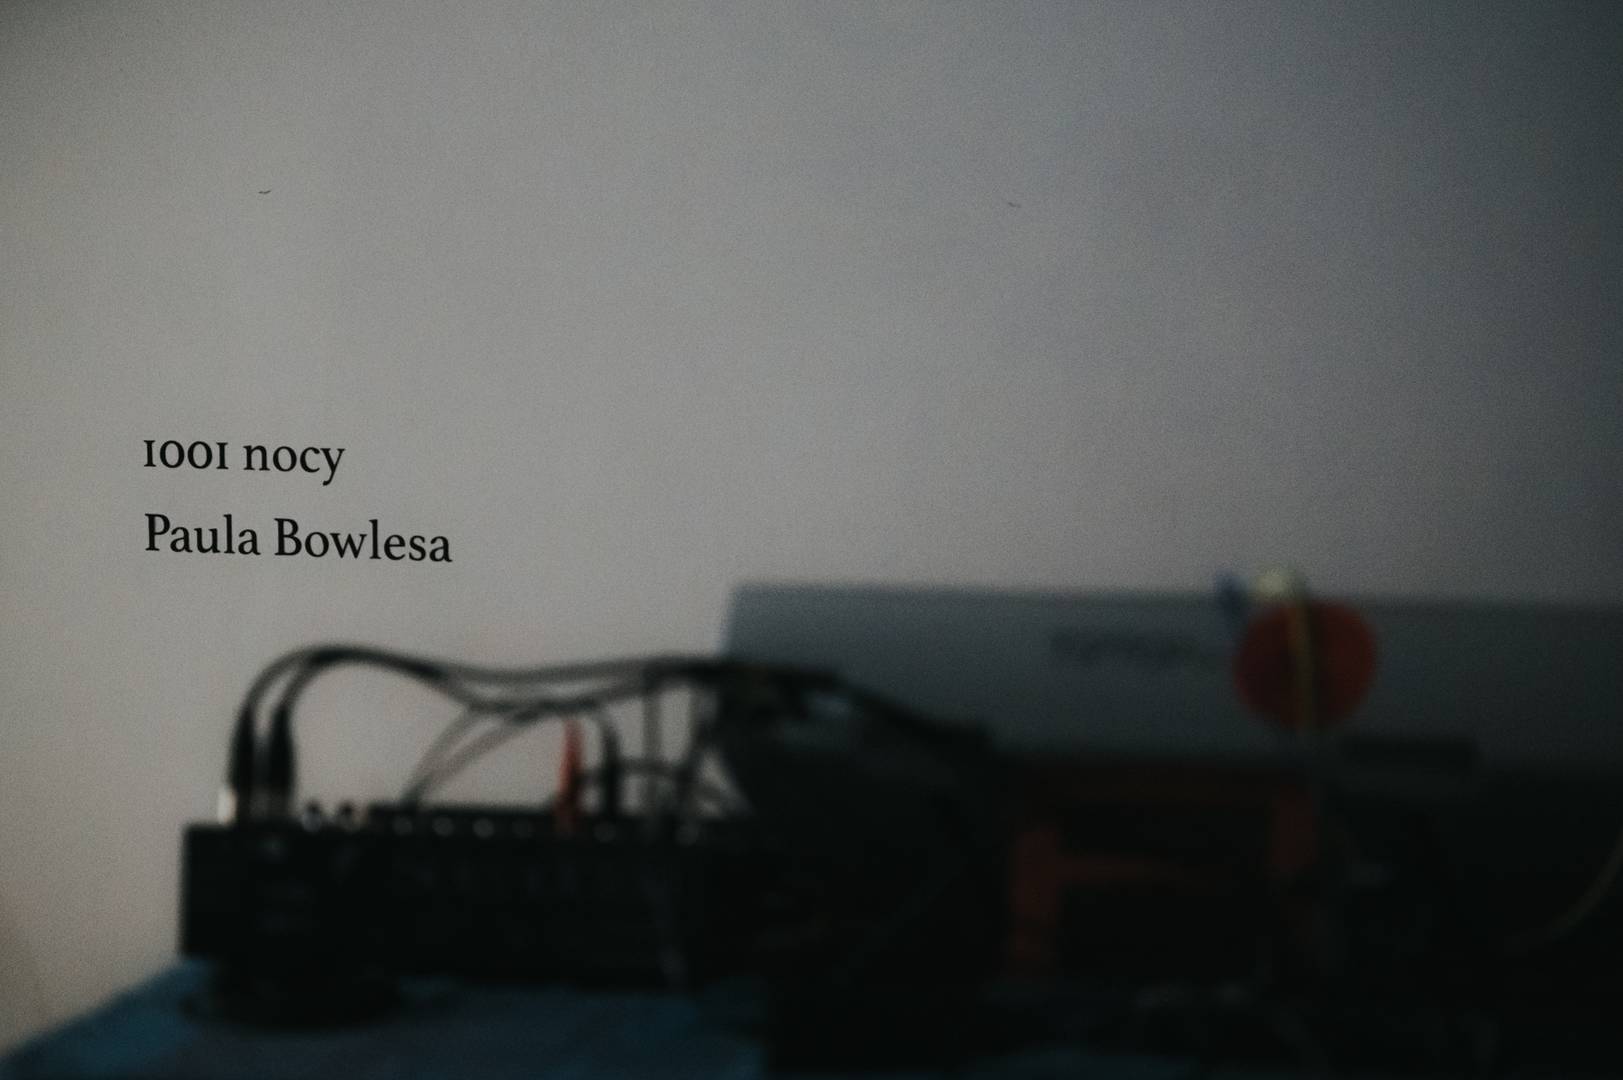 1001 nocy
Paula Bowlesa